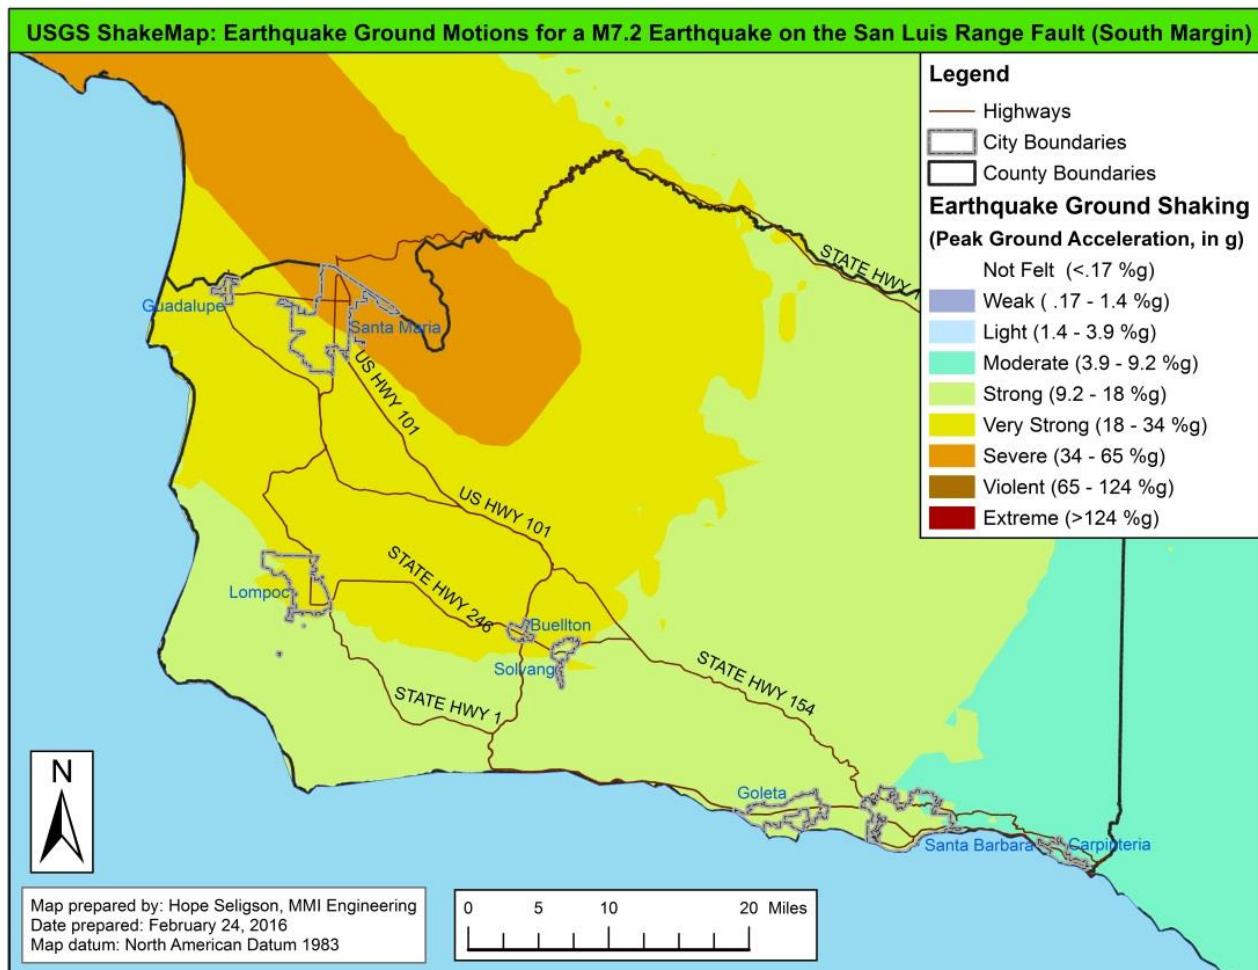 USGS ShakeMap: Earthquake Ground Motions for a M7.2 Earthquake on the San Luis Range Fault (South Margin)
Legend
Highways
City Boundaries
County Boundaries
Earthquake Ground Shaking
(Peak Ground Acceleration, in g)
Not Felt (<.17 %g)
Weak ( .17 - 1.4 %g)
Light (1.4 - 3.9 %g)
Moderate (3.9 - 9.2 %g)
Strong (9.2 - 18 %g)
Very Strong (18 - 34 %g)
Severe (34 - 65 %g)
Violent (65 - 124 %g)
Extreme (>124 %g)
STATE HWY 1
Guadalupe
Santa Maria
US HWY 101
US HWY 101
STATE HWY 246
Lompoc
Buellton
Solvang
STATE HWY 154
STATE HWY 1
Goleta
Santa Barbara
Carpinteria
N
Map prepared by: Hope Seligson, MMI Engineering
Date prepared: February 24, 2016
Map datum: North American Datum 1983
0 5 10 20 Miles